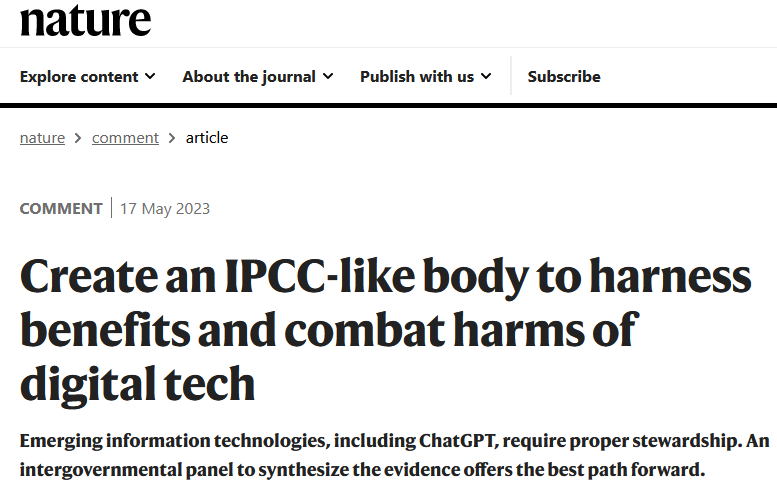 nature
Explore content About the journal Publish with us Subscribe
nature > comment > article
COMMENT | 17 May 2023
Create an IPCC-like body to harness
benefits and combat harms of
digital tech
Emerging information technologies, including ChatGPT, require proper stewardship. An
intergovernmental panel to synthesize the evidence offers the best path forward.